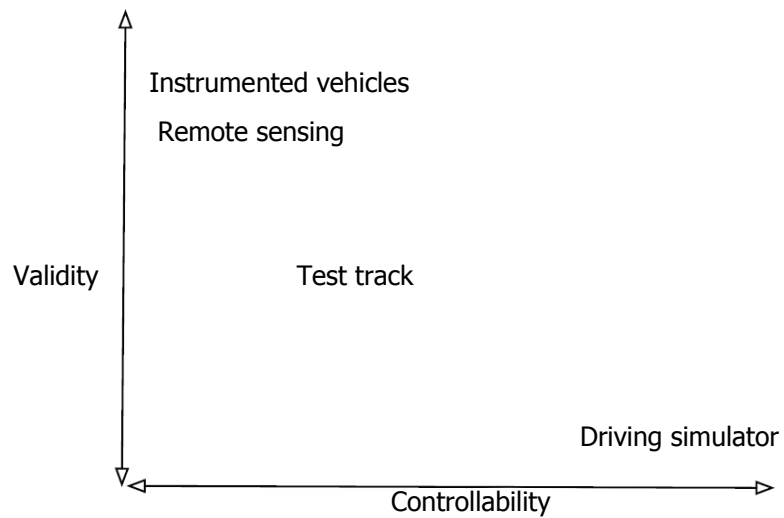 Instrumented vehicles
Remote sensing
Validity
Test track
Driving simulator
Controllability